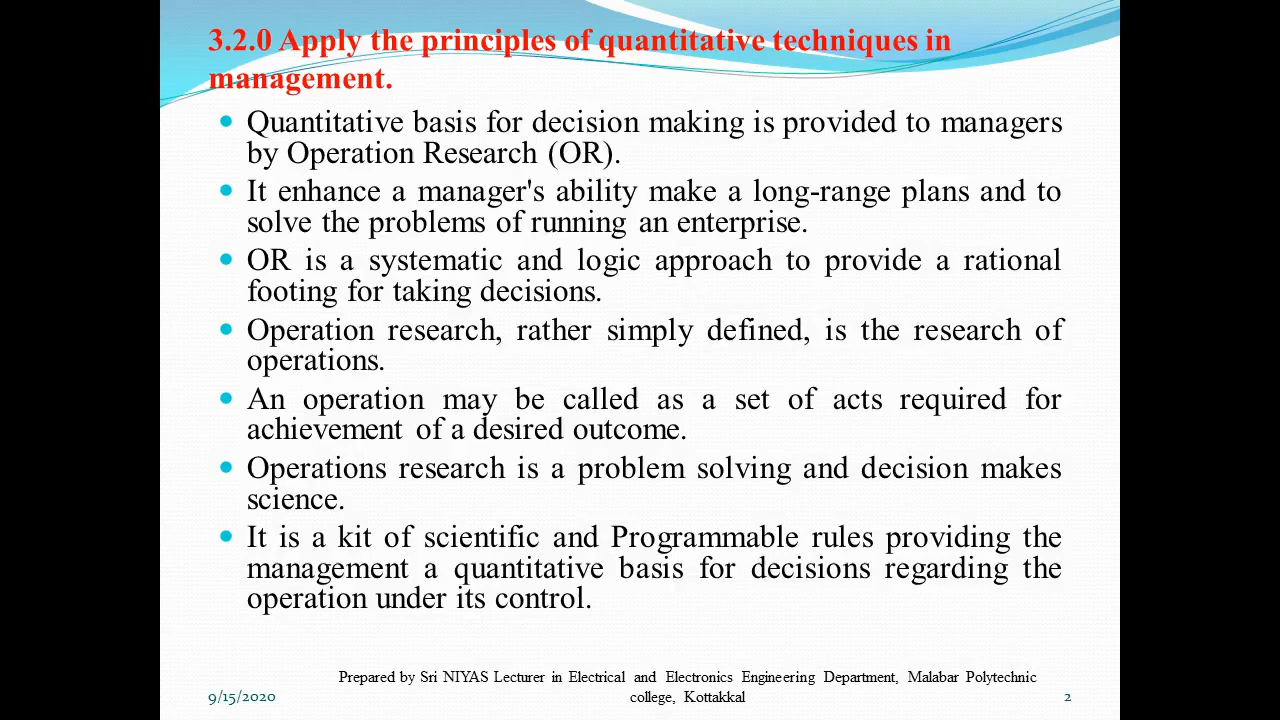 3.2.0 Apply the principles of quantitative techniques in
management.
• Quantitative basis for decision making is provided to managers
by Operation Research (OR).
• It enhance a manager's ability make a long-range plans and to
solve the problems of running an enterprise.
• OR is a systematic and logic approach to provide a rational
footing for taking decisions.
• Operation research, rather simply defined, is the research of
operations.
• An operation may be called as a set of acts required for
achievement of a desired outcome.
• Operations research is a problem solving and decision makes
science.
• It is a kit of scientific and Programmable rules providing the
management a quantitative basis for decisions regarding the
operation under its control.
Prepared by Sri NIYAS Lecturer in Electrical and Electronics Engineering Department, Malabar Polytechnic
9/15/2020 college, Kottakkal 2